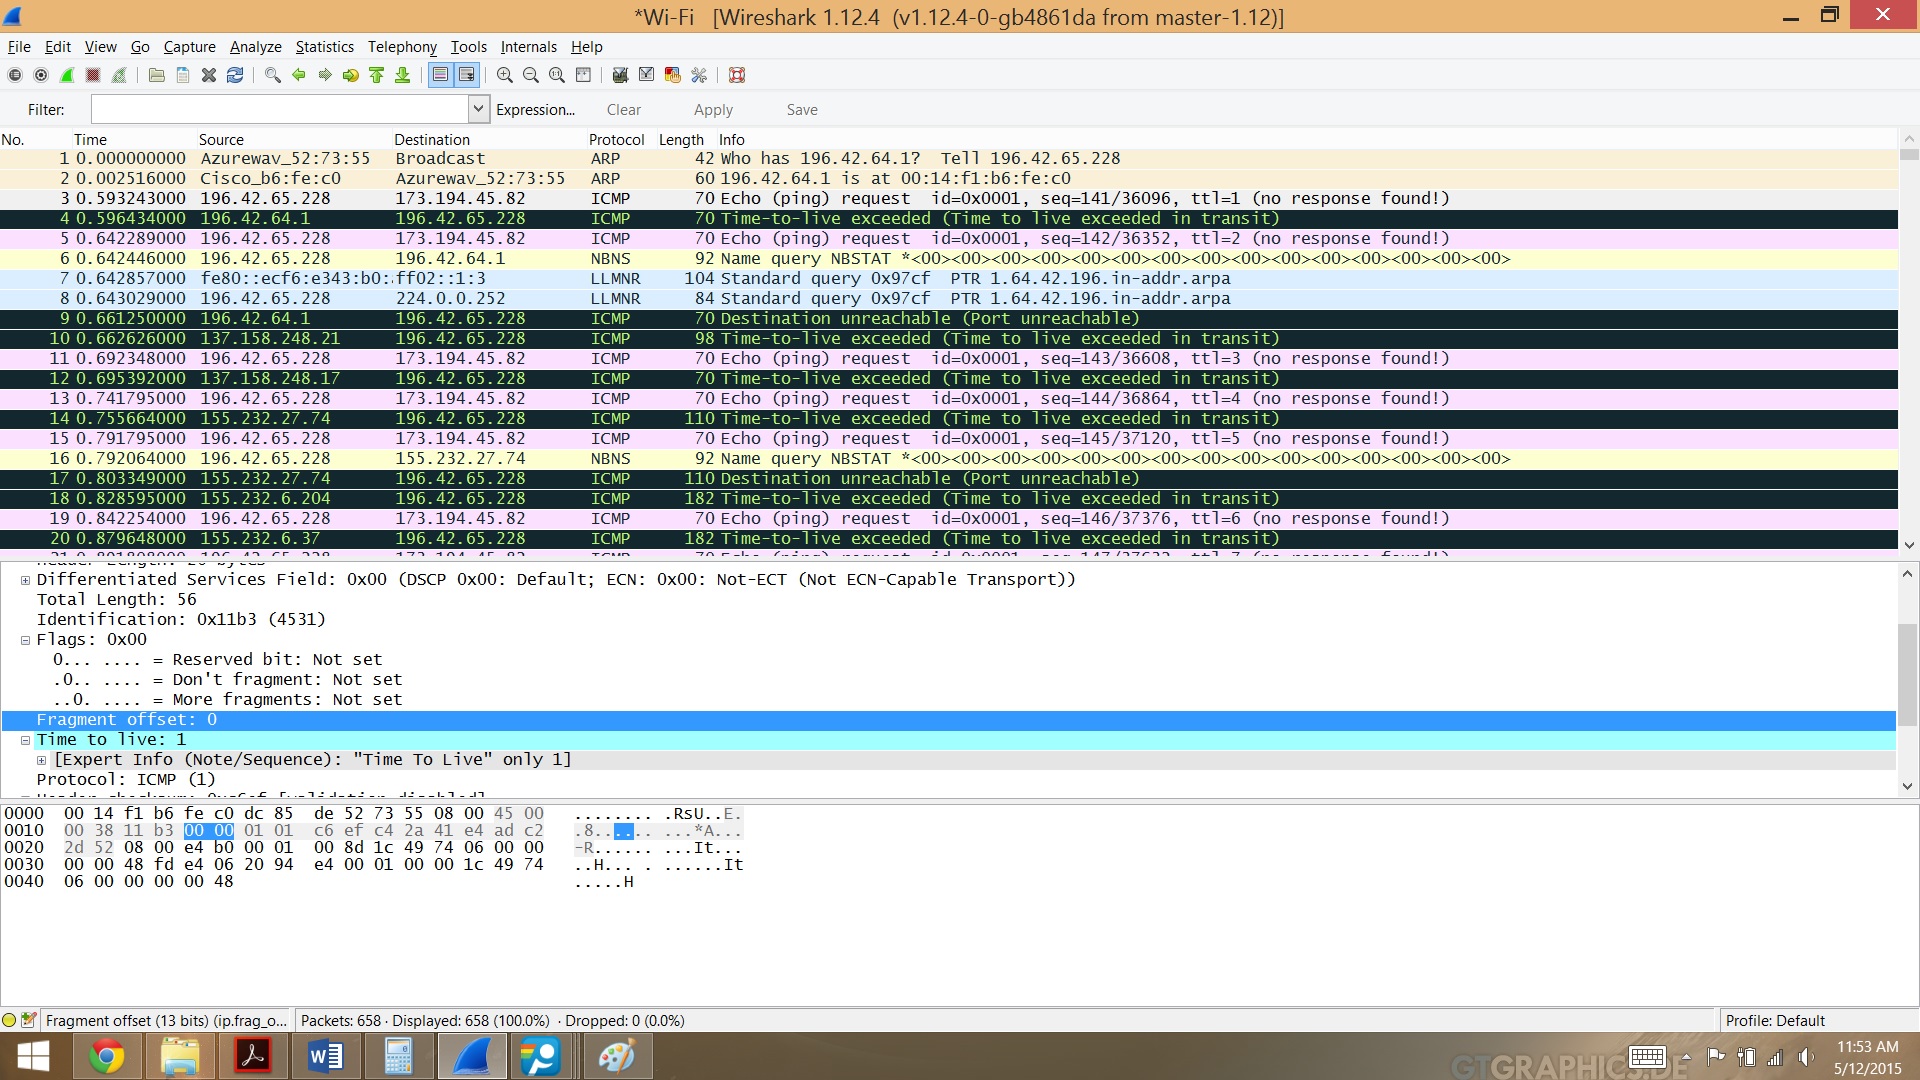 *Wi-Fi [Wireshark 1.12.4 (v1.12.4-0-gb4861da from master-1.12)]
File Edit View Go Capture Analyze Statistics Telephony Tools Internals Help
Filter: Expression... Clear Apply Save
No. Time Source Destination Protocol Length Info
1 0.000000000 Azurewav_52:73:55 Broadcast ARP 42 Who has 196.42.64.1? Tell 196.42.65.228
2 0.002516000 Cisco_b6:fe:c0 Azurewav_52:73:55 ARP 60 196.42.64.1 is at 00:14:f1:b6:fe:c0
3 0.593243000 196.42.65.228 173.194.45.82 ICMP 70 Echo (ping) request id=0x0001, seq=141/36096, ttl=1 (no response found!)
4 0.596434000 196.42.64.1 196.42.65.228 ICMP 70 Time-to-live exceeded (Time to live exceeded in transit)
5 0.642289000 196.42.65.228 173.194.45.82 ICMP 70 Echo (ping) request id=0x0001, seq=142/36352, ttl=2 (no response found!)
6 0.642446000 196.42.65.228 196.42.64.1 NBNS 92 Name query NBSTAT *<00><00><00><00><00><00><00><00><00><00><00><00><00><00><00>
7 0.642857000 fe80::ecf6:e343:b0: ff02::1:3 LLMNR 104 Standard query 0x97cf PTR 1.64.42.196.in-addr.arpa
8 0.643029000 196.42.65.228 224.0.0.252 LLMNR 84 Standard query 0x97cf PTR 1.64.42.196.in-addr.arpa
9 0.661250000 196.42.64.1 196.42.65.228 ICMP 70 Destination unreachable (Port unreachable)
10 0.662626000 137.158.248.21 196.42.65.228 ICMP 98 Time-to-live exceeded (Time to live exceeded in transit)
11 0.692348000 196.42.65.228 173.194.45.82 ICMP 70 Echo (ping) request id=0x0001, seq=143/36608, ttl=3 (no response found!)
12 0.695392000 137.158.248.17 196.42.65.228 ICMP 70 Time-to-live exceeded (Time to live exceeded in transit)
13 0.741795000 196.42.65.228 173.194.45.82 ICMP 70 Echo (ping) request id=0x0001, seq=144/36864, ttl=4 (no response found!)
14 0.755664000 155.232.27.74 196.42.65.228 ICMP 110 Time-to-live exceeded (Time to live exceeded in transit)
15 0.791795000 196.42.65.228 173.194.45.82 ICMP 70 Echo (ping) request id=0x0001, seq=145/37120, ttl=5 (no response found!)
16 0.792064000 196.42.65.228 155.232.27.74 NBNS 92 Name query NBSTAT *<00><00><00><00><00><00><00><00><00><00><00><00><00><00><00>
17 0.803349000 155.232.27.74 196.42.65.228 ICMP 110 Destination unreachable (Port unreachable)
18 0.828595000 155.232.6.204 196.42.65.228 ICMP 182 Time-to-live exceeded (Time to live exceeded in transit)
19 0.842254000 196.42.65.228 173.194.45.82 ICMP 70 Echo (ping) request id=0x0001, seq=146/37376, ttl=6 (no response found!)
20 0.879648000 155.232.6.37 196.42.65.228 ICMP 182 Time-to-live exceeded (Time to live exceeded in transit)
Differentiated Services Field: 0x00 (DSCP 0x00: Default; ECN: 0x00: Not-ECT (Not ECN-Capable Transport))
Total Length: 56
Identification: 0x11b3 (4531)
Flags: 0x00
0... .... = Reserved bit: Not set
.0.. .... = Don't fragment: Not set
..0. .... = More fragments: Not set
Fragment offset: 0
Time to live: 1
[Expert Info (Note/Sequence): "Time To Live" only 1]
Protocol: ICMP (1)
0000 00 14 f1 b6 fe c0 dc 85 de 52 73 55 08 00 45 00 ........ .RsU..E.
0010 00 38 11 b3 00 00 01 01 c6 ef c4 2a 41 e4 ad c2 .8...... ...*A...
0020 2d 52 08 00 e4 b0 00 01 00 8d 1c 49 74 06 00 00 -R...... ...It...
0030 00 00 48 fd e4 06 20 94 e4 00 01 00 00 1c 49 74 ..H... . ......It
0040 06 00 00 00 00 48 .....H
Fragment offset (13 bits) (ip.frag_o... Packets: 658 · Displayed: 658 (100.0%) · Dropped: 0 (0.0%) Profile: Default
GTGRAPHICS.DE
11:53 AM
5/12/2015